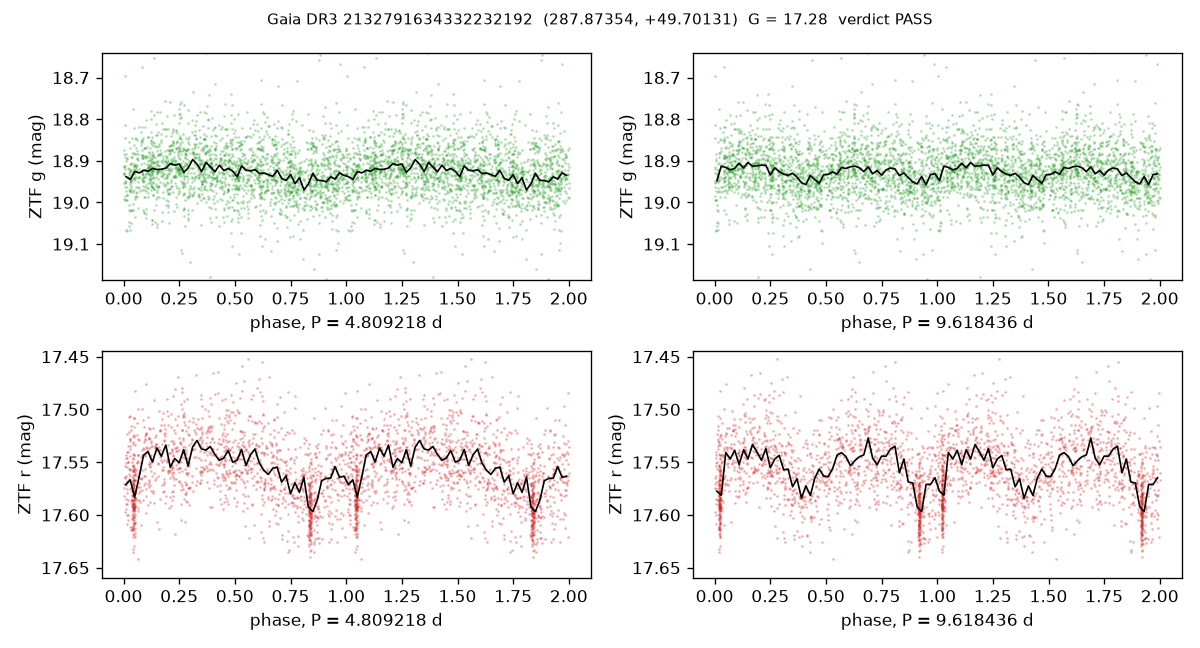 Gaia DR3 2132791634332232192  (287.87354, +49.70131)  G = 17.28  verdict PASS
ZTF g (mag)
18.7
18.8
18.9
19.0
19.1
0.00 0.25 0.50 0.75 1.00 1.25 1.50 1.75 2.00
phase, P = 4.809218 d
ZTF g (mag)
18.7
18.8
18.9
19.0
19.1
0.00 0.25 0.50 0.75 1.00 1.25 1.50 1.75 2.00
phase, P = 9.618436 d
ZTF r (mag)
17.45
17.50
17.55
17.60
17.65
0.00 0.25 0.50 0.75 1.00 1.25 1.50 1.75 2.00
phase, P = 4.809218 d
ZTF r (mag)
17.45
17.50
17.55
17.60
17.65
0.00 0.25 0.50 0.75 1.00 1.25 1.50 1.75 2.00
phase, P = 9.618436 d